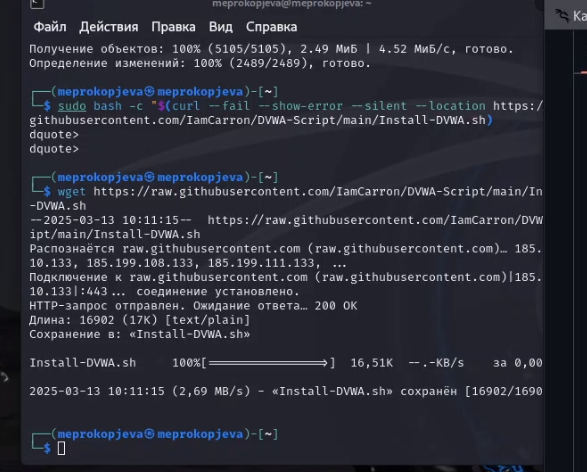 meprokopjeva@meprokopjeva: ~
Файл Действия Правка Вид Справка
Получение объектов: 100% (5105/5105), 2.49 МиБ | 4.52 МиБ/с, готово.
Определение изменений: 100% (2489/2489), готово.
┌──(meprokopjeva㉿meprokopjeva)-[~]
└─$ sudo bash -c "$(curl --fail --show-error --silent --location https:/
githubusercontent.com/IamCarron/DVWA-Script/main/Install-DVWA.sh)
dquote>
dquote>
┌──(meprokopjeva㉿meprokopjeva)-[~]
└─$ wget https://raw.githubusercontent.com/IamCarron/DVWA-Script/main/In
-DVWA.sh
--2025-03-13 10:11:15-- https://raw.githubusercontent.com/IamCarron/DVW
ipt/main/Install-DVWA.sh
Распознаётся raw.githubusercontent.com (raw.githubusercontent.com)… 185.
10.133, 185.199.108.133, 185.199.111.133, ...
Подключение к raw.githubusercontent.com (raw.githubusercontent.com)|185.
10.133|:443... соединение установлено.
HTTP-запрос отправлен. Ожидание ответа… 200 OK
Длина: 16902 (17K) [text/plain]
Сохранение в: «Install-DVWA.sh»
Install-DVWA.sh 100%[===================>] 16,51K --.-KB/s за 0,00
2025-03-13 10:11:15 (2,69 MB/s) - «Install-DVWA.sh» сохранён [16902/1690
┌──(meprokopjeva㉿meprokopjeva)-[~]
└─$
Ка